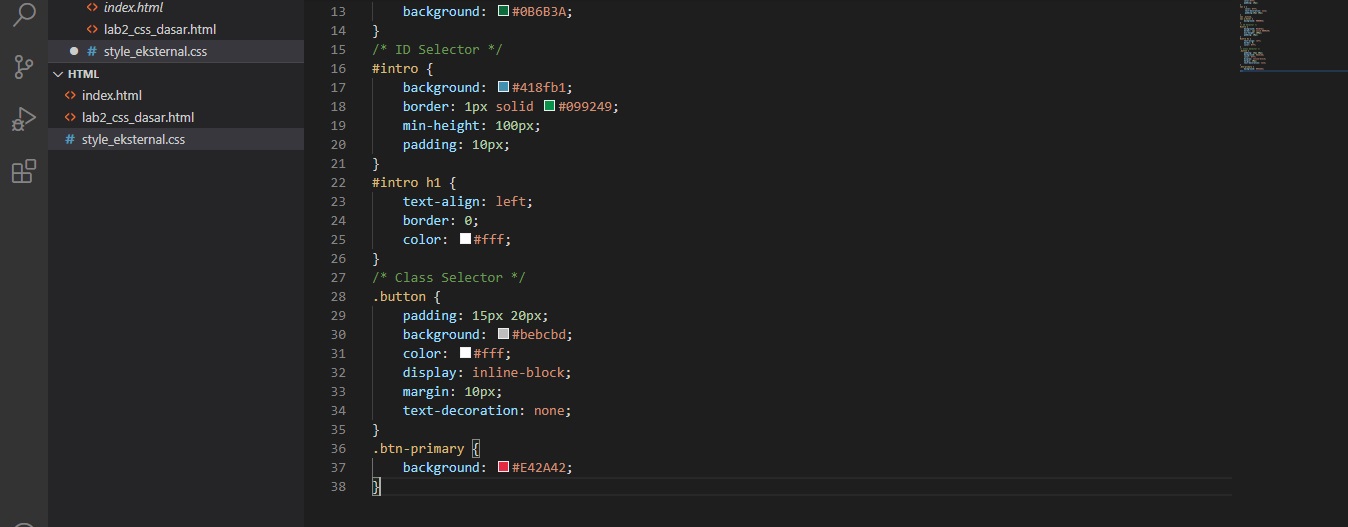 index.html
lab2_css_dasar.html
# style_eksternal.css
HTML
index.html
lab2_css_dasar.html
# style_eksternal.css
13 background: #0B6B3A;
14 }
15 /* ID Selector */
16 #intro {
17 background: #418fb1;
18 border: 1px solid #099249;
19 min-height: 100px;
20 padding: 10px;
21 }
22 #intro h1 {
23 text-align: left;
24 border: 0;
25 color: #fff;
26 }
27 /* Class Selector */
28 .button {
29 padding: 15px 20px;
30 background: #bebcbd;
31 color: #fff;
32 display: inline-block;
33 margin: 10px;
34 text-decoration: none;
35 }
36 .btn-primary {
37 background: #E42A42;
38 }